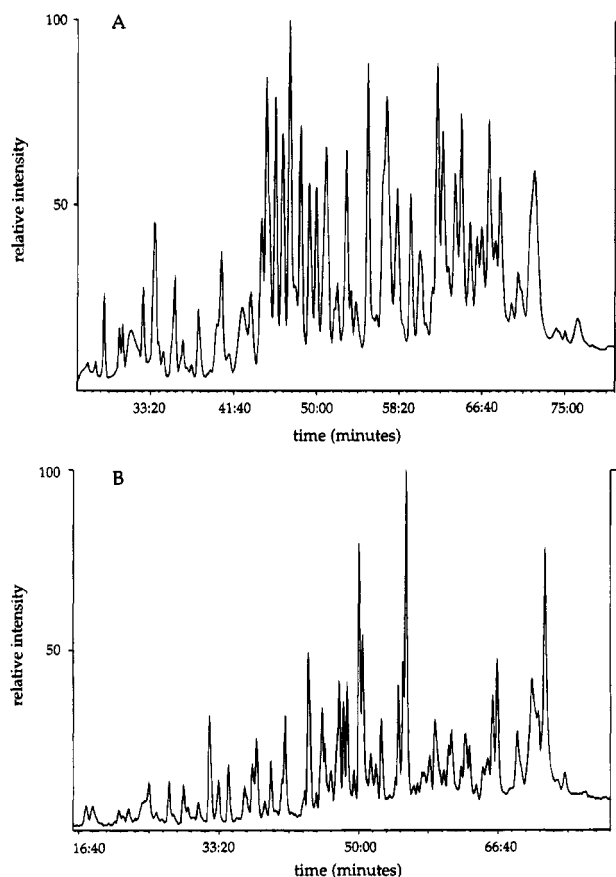 A
100
50
relative intensity
33:20 41:40 50:00 58:20 66:40 75:00
time (minutes)
B
100
50
relative intensity
16:40 33:20 50:00 66:40
time (minutes)